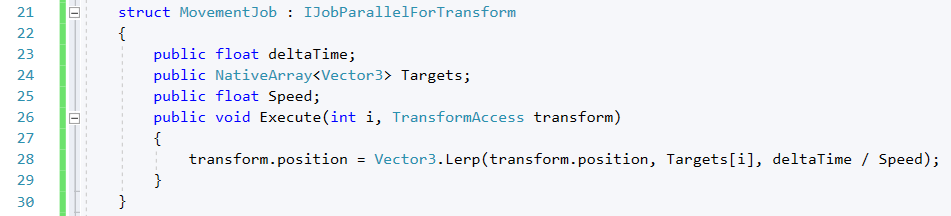 21 struct MovementJob : IJobParallelForTransform
22 {
23 public float deltaTime;
24 public NativeArray<Vector3> Targets;
25 public float Speed;
26 public void Execute(int i, TransformAccess transform)
27 {
28 transform.position = Vector3.Lerp(transform.position, Targets[i], deltaTime / Speed);
29 }
30 }